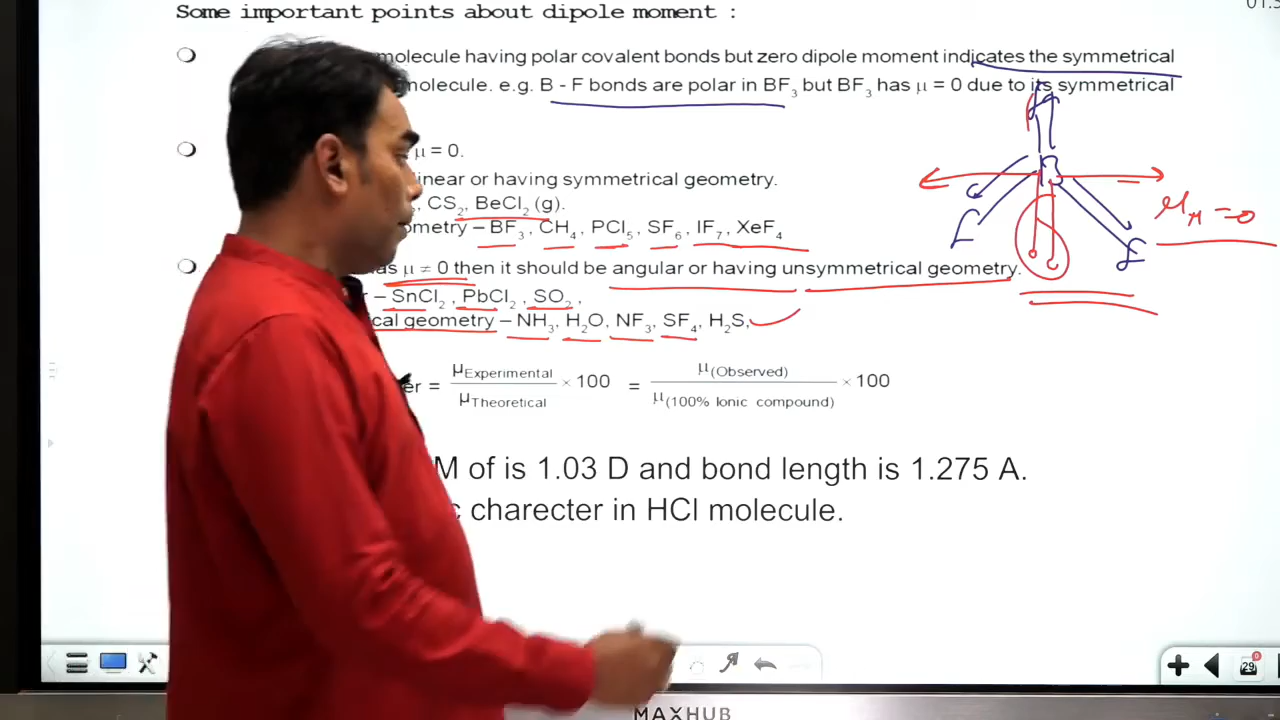 Some important points about dipole moment :
01:3
molecule having polar covalent bonds but zero dipole moment indicates the symmetrical
molecule. e.g. B - F bonds are polar in BF3 but BF3 has μ = 0 due to its symmetrical
μ = 0.
linear or having symmetrical geometry.
CS2, BeCl2 (g).
ometry – BF3, CH4, PCl5, SF6, IF7, XeF4
as μ ≠ 0 then it should be angular or having unsymmetrical geometry.
– SnCl2, PbCl2, SO2,
cal geometry – NH3, H2O, NF3, SF4, H2S,
er = μExperimental / μTheoretical × 100 = μ(Observed) / μ(100% Ionic compound) × 100
M of is 1.03 D and bond length is 1.275 A.
c charecter in HCl molecule.
B
F
F
= 0
29
MAXHUB